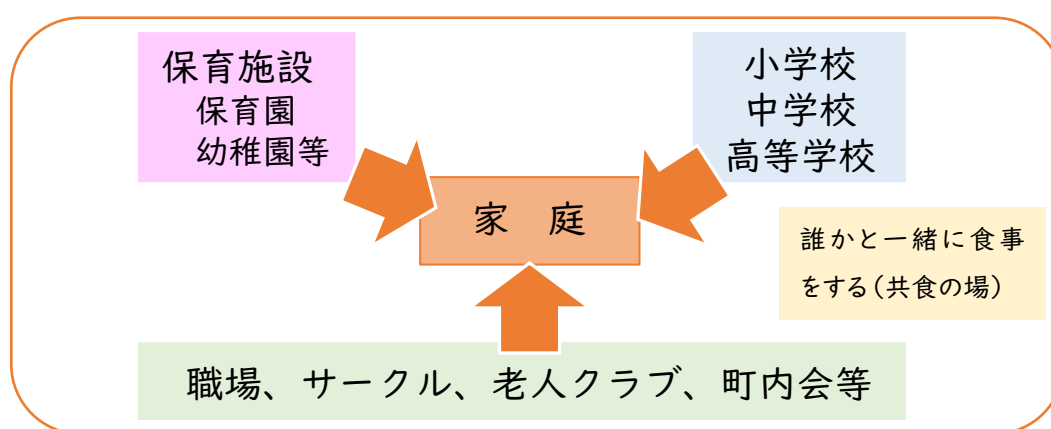 保育施設
保育園
幼稚園等
小学校
中学校
高等学校
家　庭
誰かと一緒に食事
をする（共食の場）
職場、サークル、老人クラブ、町内会等